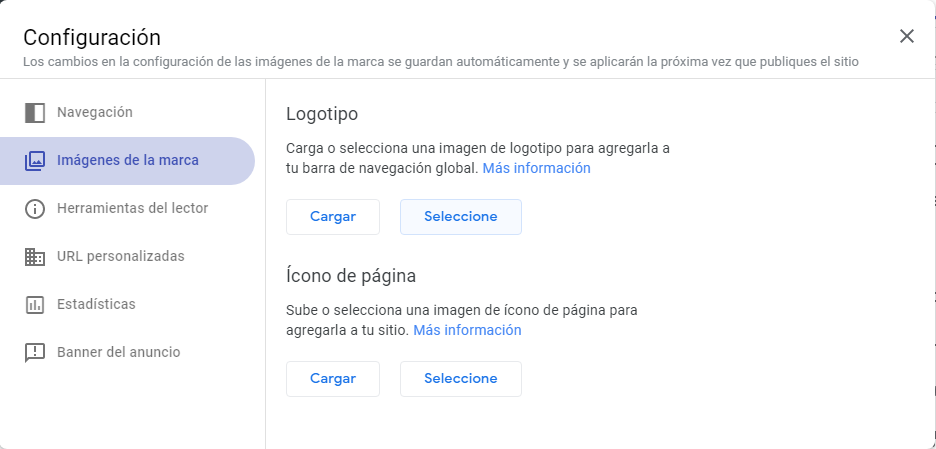 Configuración
Los cambios en la configuración de las imágenes de la marca se guardan automáticamente y se aplicarán la próxima vez que publiques el sitio
Navegación
Imágenes de la marca
Herramientas del lector
URL personalizadas
Estadísticas
Banner del anuncio
Logotipo
Carga o selecciona una imagen de logotipo para agregarla a
tu barra de navegación global. Más información
Cargar Seleccione
Ícono de página
Sube o selecciona una imagen de ícono de página para
agregarla a tu sitio. Más información
Cargar Seleccione